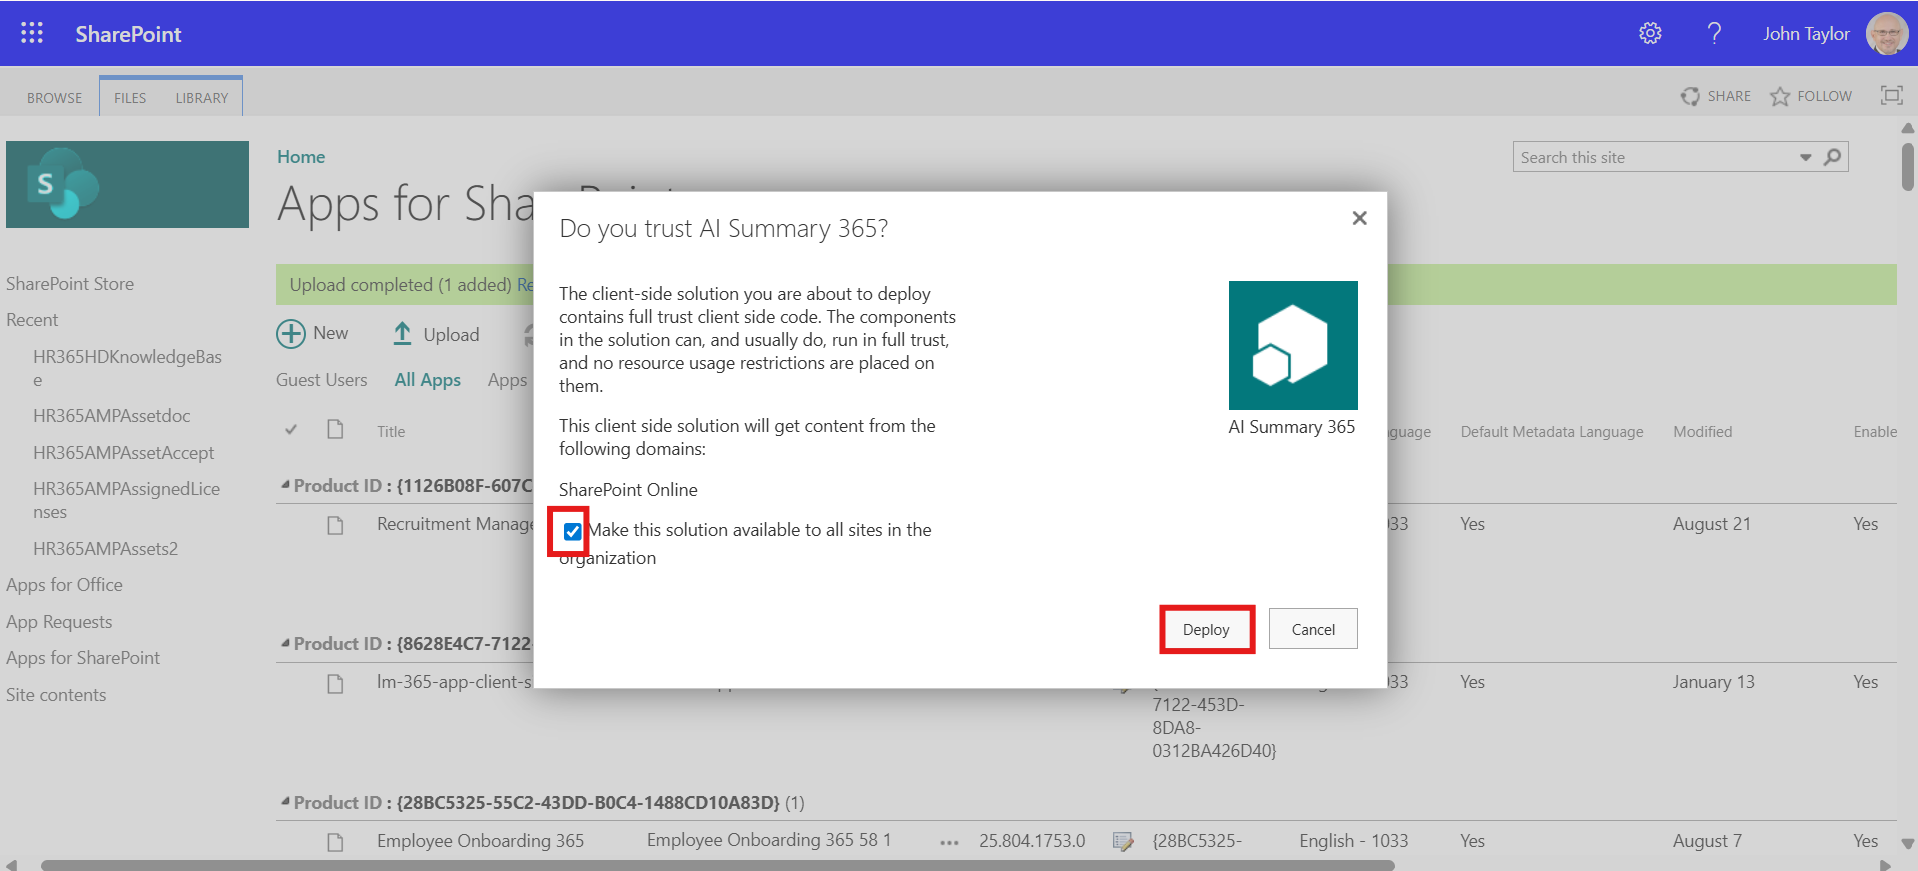 SharePoint
John Taylor
BROWSE
FILES
LIBRARY
SHARE
FOLLOW
S
Home
Search this site
Apps for Sha
Do you trust AI Summary 365?
SharePoint Store
Recent
HR365HDKnowledgeBas
e
HR365AMPAssetdoc
HR365AMPAssetAccept
HR365AMPAssignedLice
nses
HR365AMPAssets2
Apps for Office
App Requests
Apps for SharePoint
Site contents
Upload completed (1 added) Re
New
Upload
Guest Users
All Apps
Apps
Title
guage
Default Metadata Language
Modified
Enable
The client-side solution you are about to deploy
contains full trust client side code. The components
in the solution can, and usually do, run in full trust,
and no resource usage restrictions are placed on
them.
This client side solution will get content from the
following domains:
SharePoint Online
Make this solution available to all sites in the
organization
AI Summary 365
Deploy
Cancel
Product ID : {1126B08F-607C
Recruitment Manage
033
Yes
August 21
Yes
Product ID : {8628E4C7-7122-
lm-365-app-client-s
033
Yes
January 13
Yes
7122-453D-
8DA8-
0312BA426D40}
Product ID : {28BC5325-55C2-43DD-B0C4-1488CD10A83D} (1)
Employee Onboarding 365
Employee Onboarding 365 58 1
...
25.804.1753.0
{28BC5325-
English - 1033
Yes
August 7
Yes